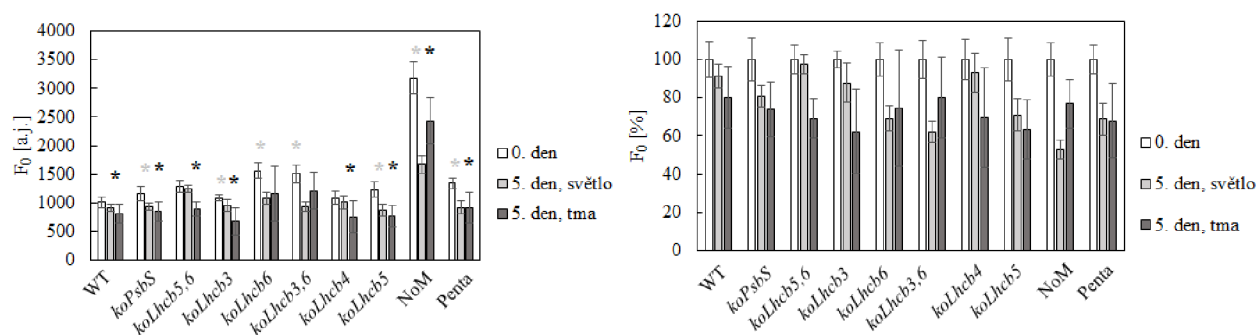 4000
3500
3000
2500
2000
1500
1000
500
0
F0 [a.j.]
* * * * * * * * * * * * * * * *
WT
koPsbS
koLhcb5,6
koLhcb3
koLhcb6
koLhcb3,6
koLhcb4
koLhcb5
NoM
Penta
0. den
5. den, světlo
5. den, tma
120
100
80
60
40
20
0
F0 [%]
WT
koPsbS
koLhcb5,6
koLhcb3
koLhcb6
koLhcb3,6
koLhcb4
koLhcb5
NoM
Penta
0. den
5. den, světlo
5. den, tma